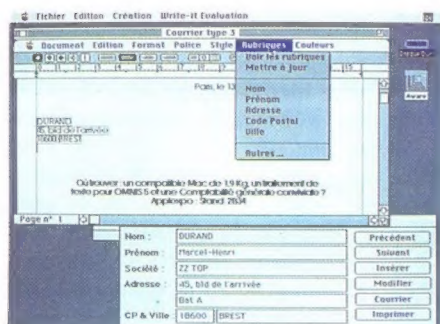 Fichier Edition Création Write-it Evaluation
Courrier type 3
Document Edition Format Police Style Rubriques Couleurs
Voir les rubriques
Mettre à jour
Paris, le 13
Nom
Prénom
Adresse
Code Postal
Ville
Autres...
DURAND
45, bld de l'arrivée
18600 BREST
Où trouver : un compatible Mac de 1.9 Kg, un traitement de
texte pour OMNIS 5 et une Comptabilité générale conviviale ?
Applexpo : Stand 2B34
Page n° 1
Nom : DURAND Précédent
Prénom : Marcel-Henri Suivant
Société : ZZ TOP Insérer
Adresse : 45, bld de l'arrivée Modifier
Bat A Courrier
CP & Ville 18600 BREST Imprimer